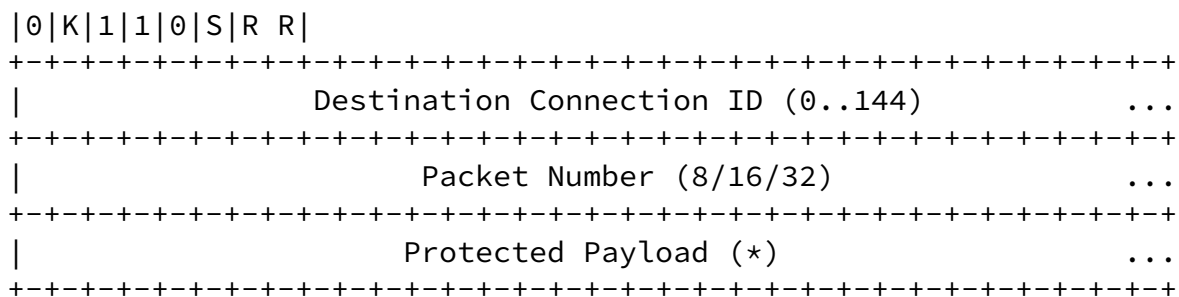 |0|K|1|1|0|S|R R|
+-+-+-+-+-+-+-+-+-+-+-+-+-+-+-+-+-+-+-+-+-+-+-+-+-+-+-+-+-+-+-+-+
|                Destination Connection ID (0..144)           ...
+-+-+-+-+-+-+-+-+-+-+-+-+-+-+-+-+-+-+-+-+-+-+-+-+-+-+-+-+-+-+-+-+
|                      Packet Number (8/16/32)                ...
+-+-+-+-+-+-+-+-+-+-+-+-+-+-+-+-+-+-+-+-+-+-+-+-+-+-+-+-+-+-+-+-+
|                     Protected Payload (*)                   ...
+-+-+-+-+-+-+-+-+-+-+-+-+-+-+-+-+-+-+-+-+-+-+-+-+-+-+-+-+-+-+-+-+